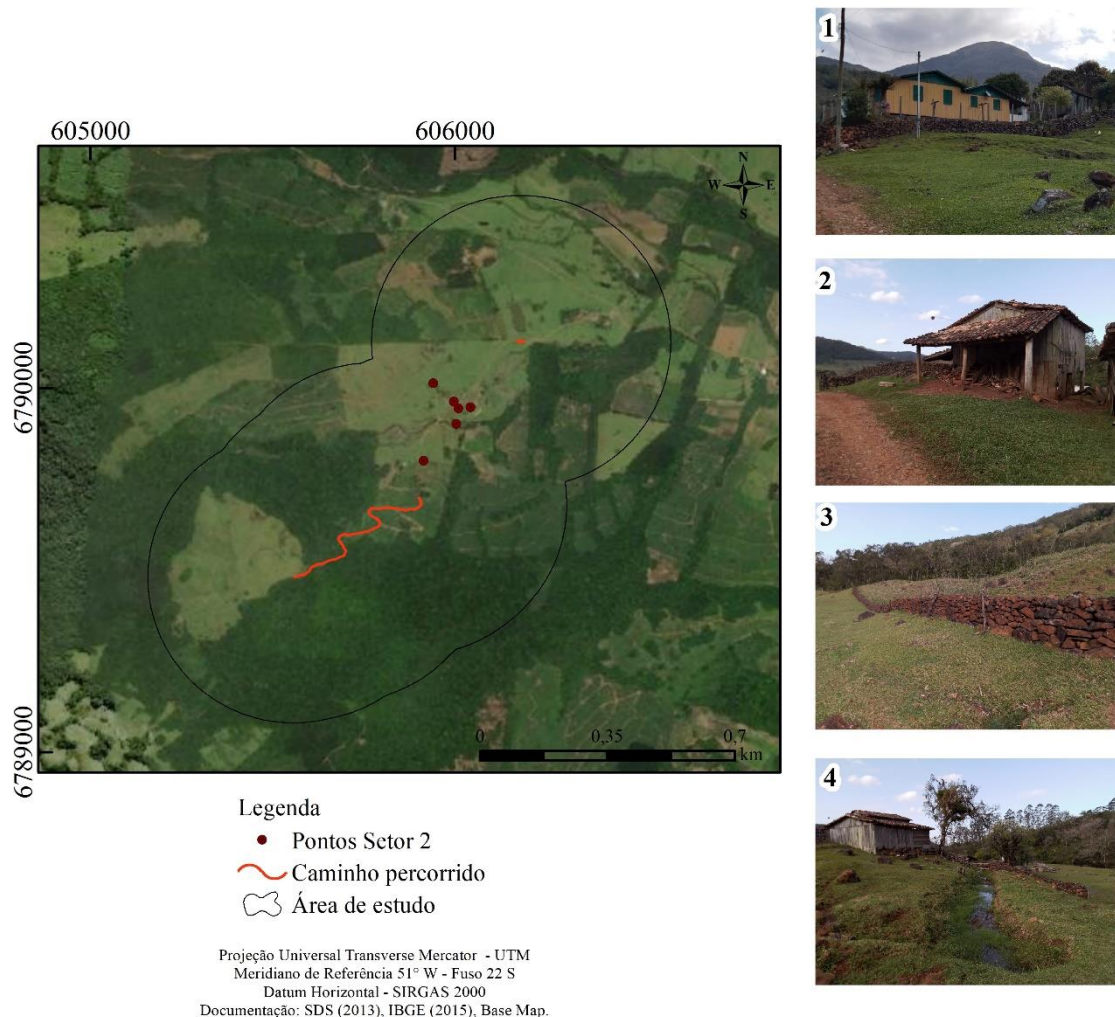 605000
606000
N
W E
S
6790000
6789000
0 0,35 0,7
km
Legenda
Pontos Setor 2
Caminho percorrido
Área de estudo
Projeção Universal Transverse Mercator - UTM
Meridiano de Referência 51° W - Fuso 22 S
Datum Horizontal - SIRGAS 2000
Documentação: SDS (2013), IBGE (2015), Base Map.
1
2
3
4